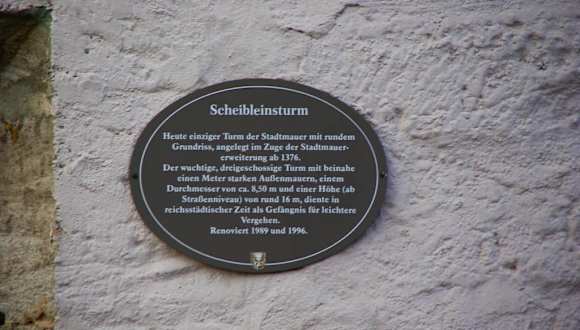 Scheibleinsturm
Heute einziger Turm der Stadtmauer mit rundem
Grundriss, angelegt im Zuge der Stadtmauer-
erweiterung ab 1376.
Der wuchtige, dreigeschossige Turm mit beinahe
einen Meter starken Außenmauern, einem
Durchmesser von ca. 8,50 m und einer Höhe (ab
Straßenniveau) von rund 16 m, diente in
reichsstädtischer Zeit als Gefängnis für leichtere
Vergehen.
Renoviert 1989 und 1996.